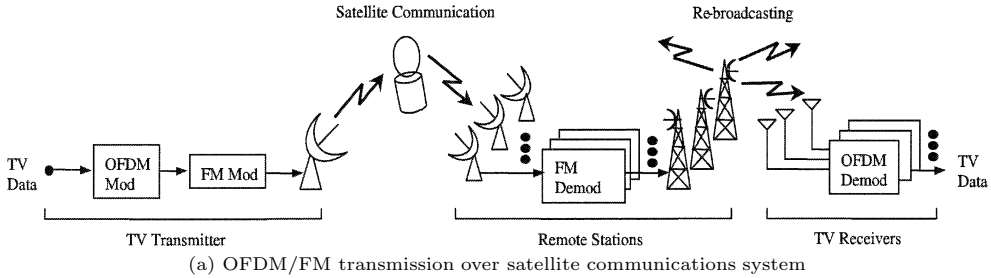 Satellite Communication
Re-broadcasting
TV
Data
OFDM
Mod
FM Mod
FM
Demod
OFDM
Demod
TV
Data
TV Transmitter
Remote Stations
TV Receivers
(a) OFDM/FM transmission over satellite communications system